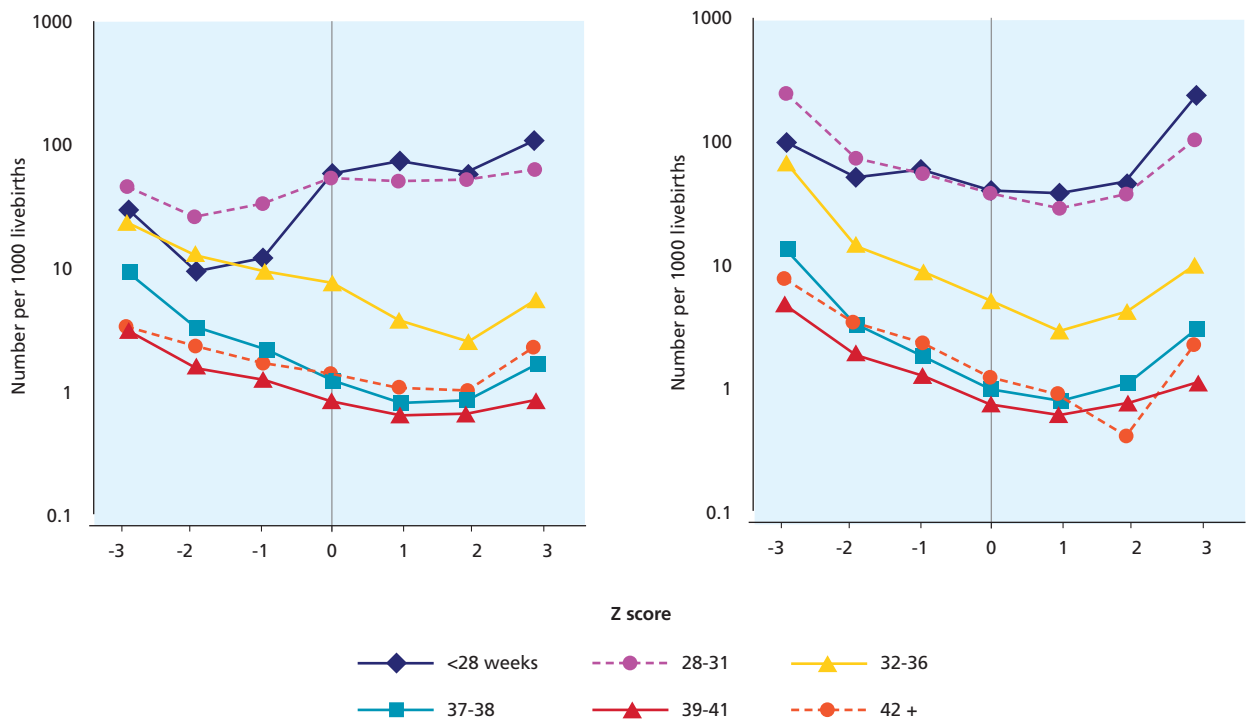 Number per 1000 livebirths
1000
100
10
1
0.1
-3 -2 -1 0 1 2 3
Number per 1000 livebirths
1000
100
10
1
0.1
-3 -2 -1 0 1 2 3
Z score
<28 weeks 28-31 32-36
37-38 39-41 42 +